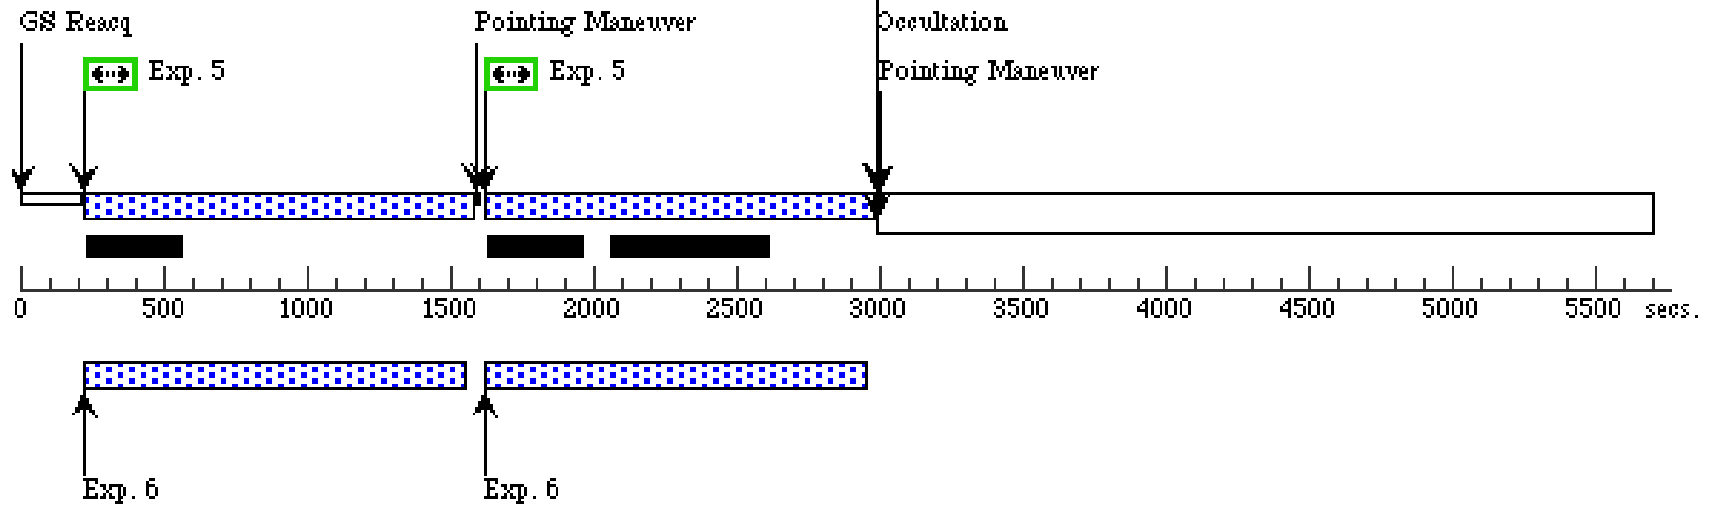 GS Reacq
Pointing Maneuver
Occultation
Exp. 5
Exp. 5
Pointing Maneuver
0 500 1000 1500 2000 2500 3000 3500 4000 4500 5000 5500 secs.
Exp. 6
Exp. 6